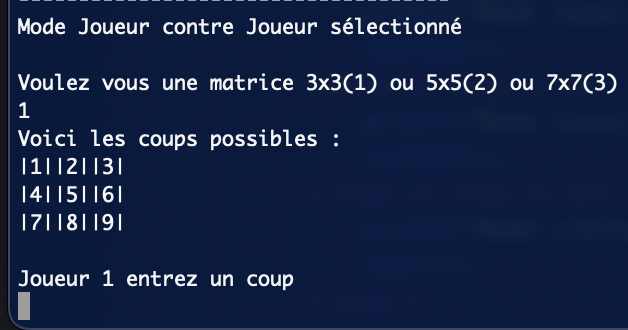 Mode Joueur contre Joueur sélectionné
Voulez vous une matrice 3x3(1) ou 5x5(2) ou 7x7(3)
1
Voici les coups possibles :
|1||2||3|
|4||5||6|
|7||8||9|
Joueur 1 entrez un coup